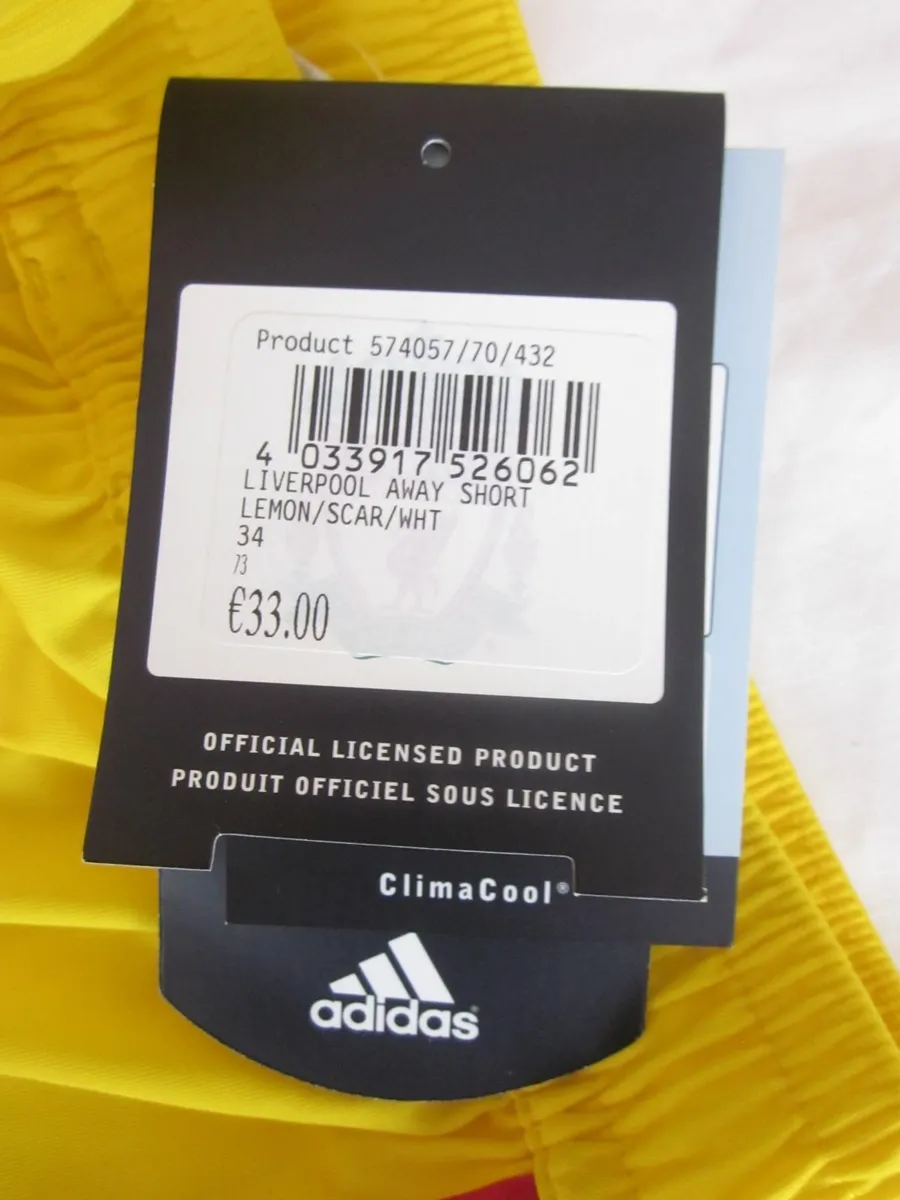 Product 574057/70/432
4 033917 526062
LIVERPOOL AWAY SHORT
LEMON/SCAR/WHT
34
73
€33.00
OFFICIAL LICENSED PRODUCT
PRODUIT OFFICIEL SOUS LICENCE
ClimaCool®
adidas